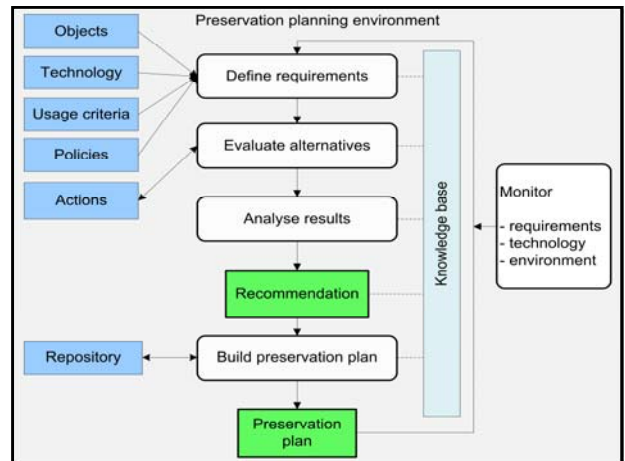 Preservation planning environment
Objects
Technology
Usage criteria
Policies
Actions
Repository
Define requirements
Evaluate alternatives
Analyse results
Recommendation
Build preservation plan
Preservation
plan
Knowledge base
Monitor
- requirements
- technology
- environment